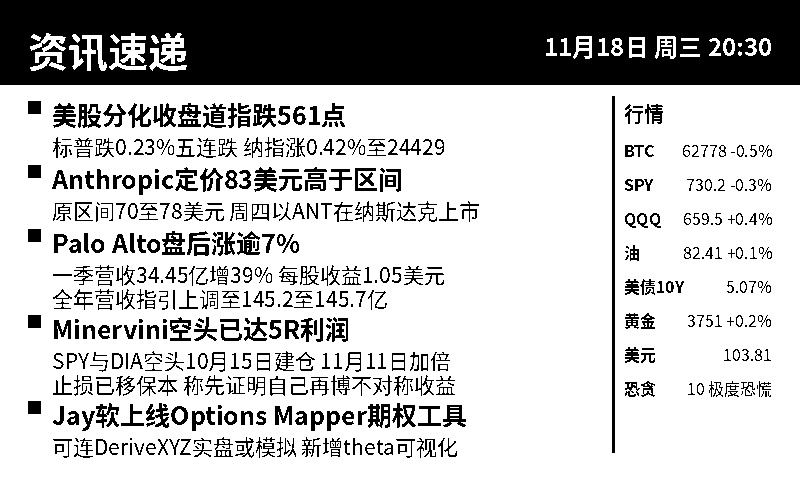 资讯速递
11月18日 周三 20:30
美股分化收盘道指跌561点
标普跌0.23%五连跌 纳指涨0.42%至24429
Anthropic定价83美元高于区间
原区间70至78美元 周四以ANT在纳斯达克上市
Palo Alto盘后涨逾7%
一季营收34.45亿增39% 每股收益1.05美元
全年营收指引上调至145.2至145.7亿
Minervini空头已达5R利润
SPY与DIA空头10月15日建仓 11月11日加倍
止损已移保本 称先证明自己再博不对称收益
Jay软上线Options Mapper期权工具
可连DeriveXYZ实盘或模拟 新增theta可视化
行情
BTC 62778 -0.5%
SPY 730.2 -0.3%
QQQ 659.5 +0.4%
油 82.41 +0.1%
美债10Y 5.07%
黄金 3751 +0.2%
美元 103.81
恐贪 10 极度恐慌